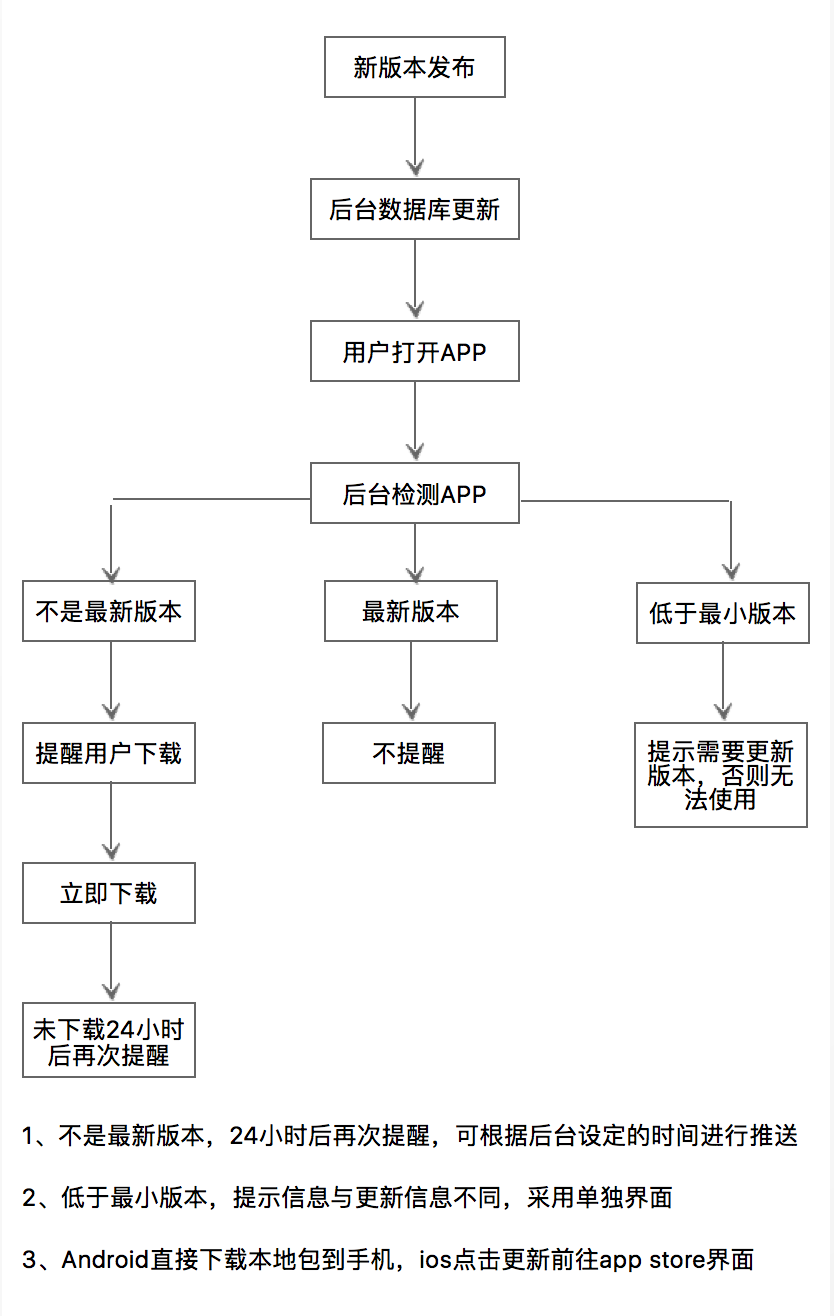 新版本发布
后台数据库更新
用户打开APP
后台检测APP
不是最新版本
最新版本
低于最小版本
提醒用户下载
不提醒
提示需要更新
版本，否则无
法使用
立即下载
未下载24小时
后再次提醒
1、不是最新版本，24小时后再次提醒，可根据后台设定的时间进行推送
2、低于最小版本，提示信息与更新信息不同，采用单独界面
3、Android直接下载本地包到手机，ios点击更新前往app store界面